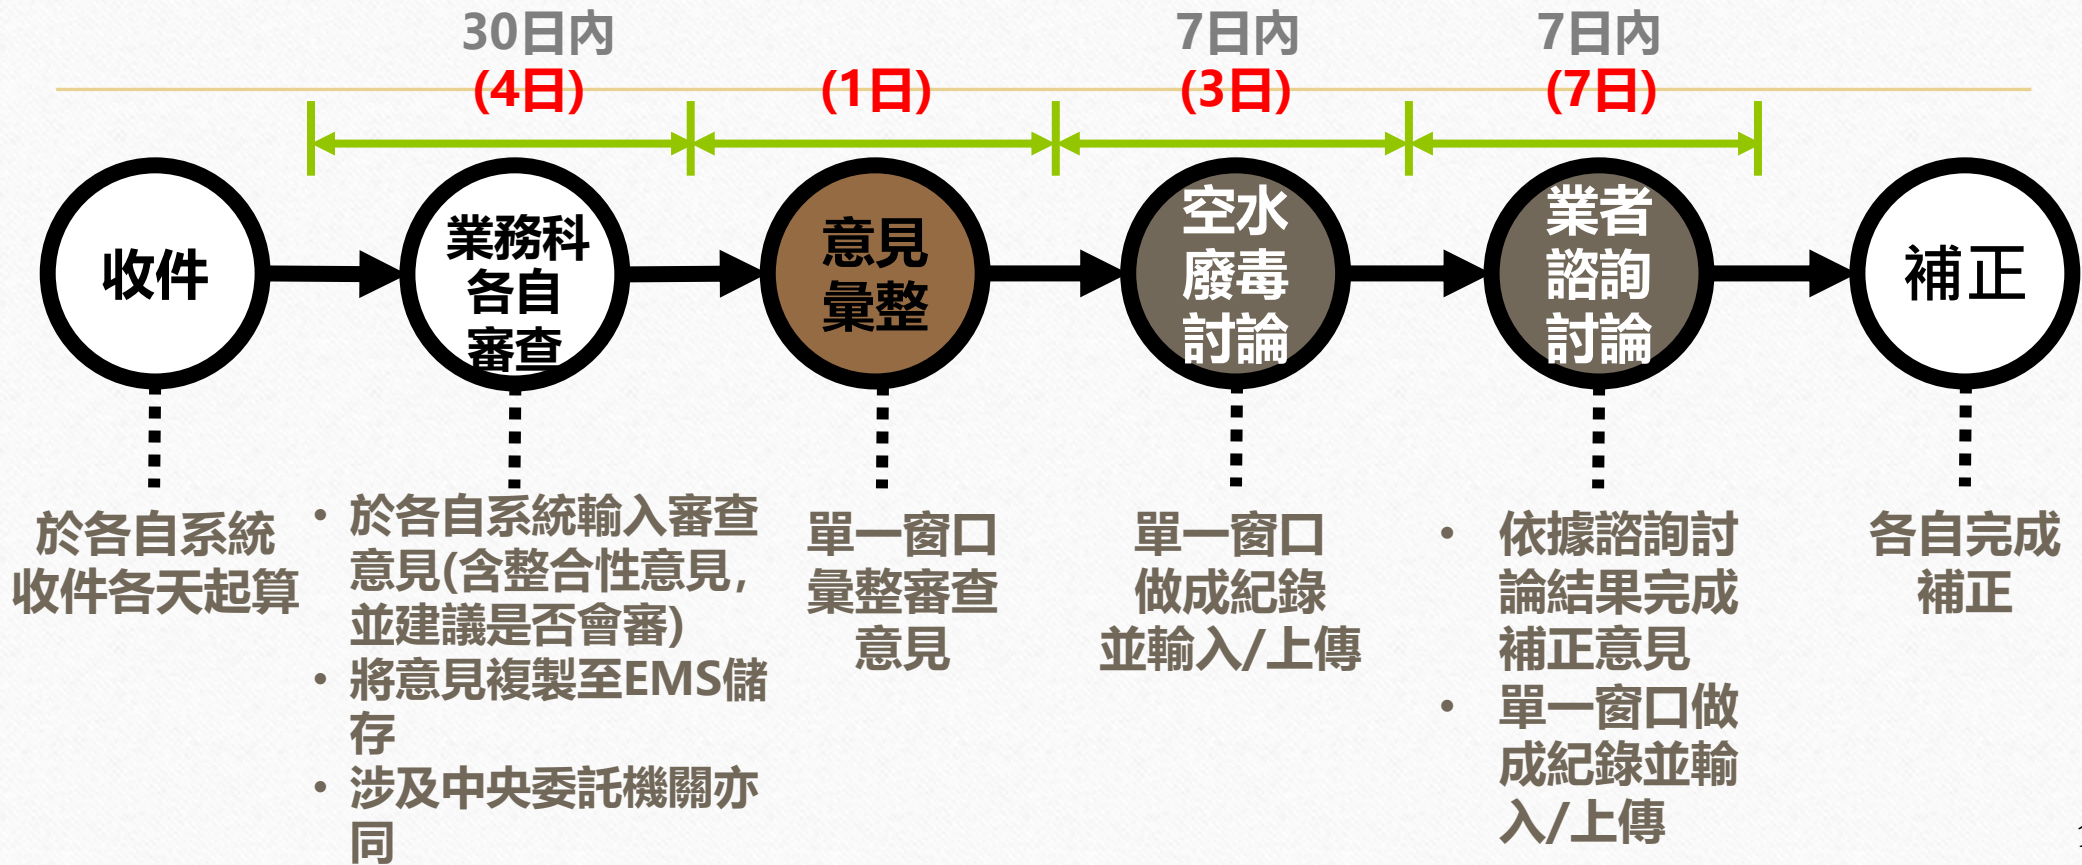 30日內
(4日)
(1日)
7日內
(3日)
7日內
(7日)
收件
業務科
各自
審查
意見
彙整
空水
廢毒
討論
業者
諮詢
討論
補正
於各自系統
收件各天起算
• 於各自系統輸入審查
意見(含整合性意見,
並建議是否會審)
• 將意見複製至EMS儲
存
• 涉及中央委託機關亦
同
單一窗口
彙整審查
意見
單一窗口
做成紀錄
並輸入/上傳
• 依據諮詢討
論結果完成
補正意見
• 單一窗口做
成紀錄並輸
入/上傳
各自完成
補正